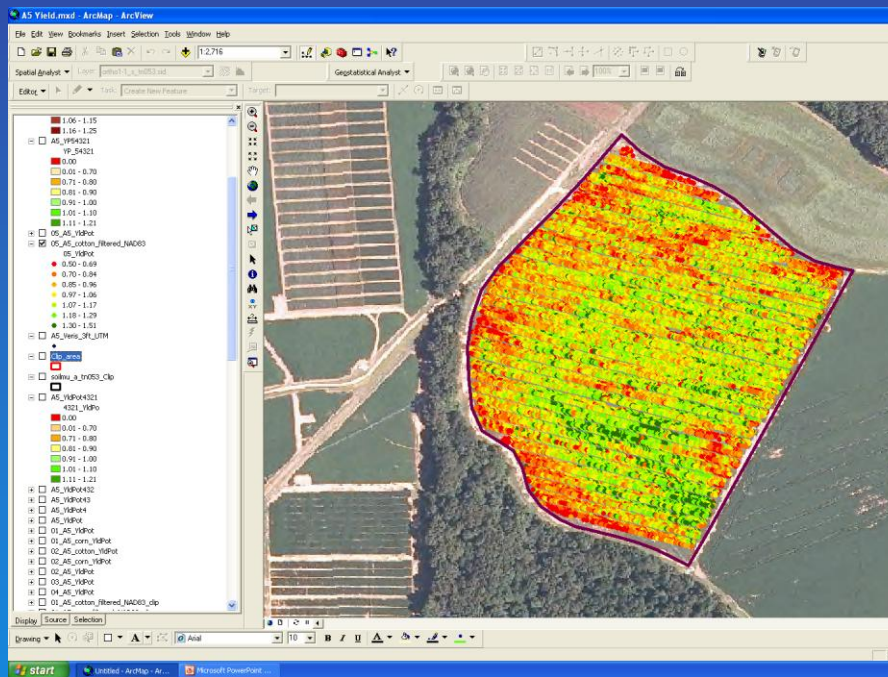 A5 Yield.mxd - ArcMap - ArcView
File Edit View Bookmarks Insert Selection Tools Window Help
1:2,716
Spatial Analyst Layer:
Geostatistical Analyst
100%
Editor Task: Create New Feature Target:
1.06 - 1.15
1.16 - 1.25
A5_YP54321
YP_54321
0.00
0.01 - 0.70
0.71 - 0.80
0.81 - 0.90
0.91 - 1.00
1.01 - 1.10
1.11 - 1.21
05_A5_YldPot
05_A5_cotton_filtered_NAD83
05_YldPot
0.50 - 0.69
0.70 - 0.84
0.85 - 0.96
0.97 - 1.06
1.07 - 1.17
1.18 - 1.29
1.30 - 1.51
A5_Veris_3ft_UTM
Clip_area
soilmu_a_tn053_Clip
A5_YldPot4321
4321_YldPo
0.00
0.01 - 0.70
0.71 - 0.80
0.81 - 0.90
0.91 - 1.00
1.01 - 1.10
1.11 - 1.21
A5_YldPot432
A5_YldPot43
A5_YldPot4
A5_YldPot
01_A5_YldPot
01_A5_corn_YldPot
02_A5_cotton_YldPot
02_A5_corn_YldPot
02_A5_YldPot
03_A5_YldPot
04_A5_YldPot
01_A5_cotton_filtered_NAD83_clip
Display Source Selection
Drawing A Arial 10 B I U A
start Untitled - ArcMap - Ar... Microsoft PowerPoint ...